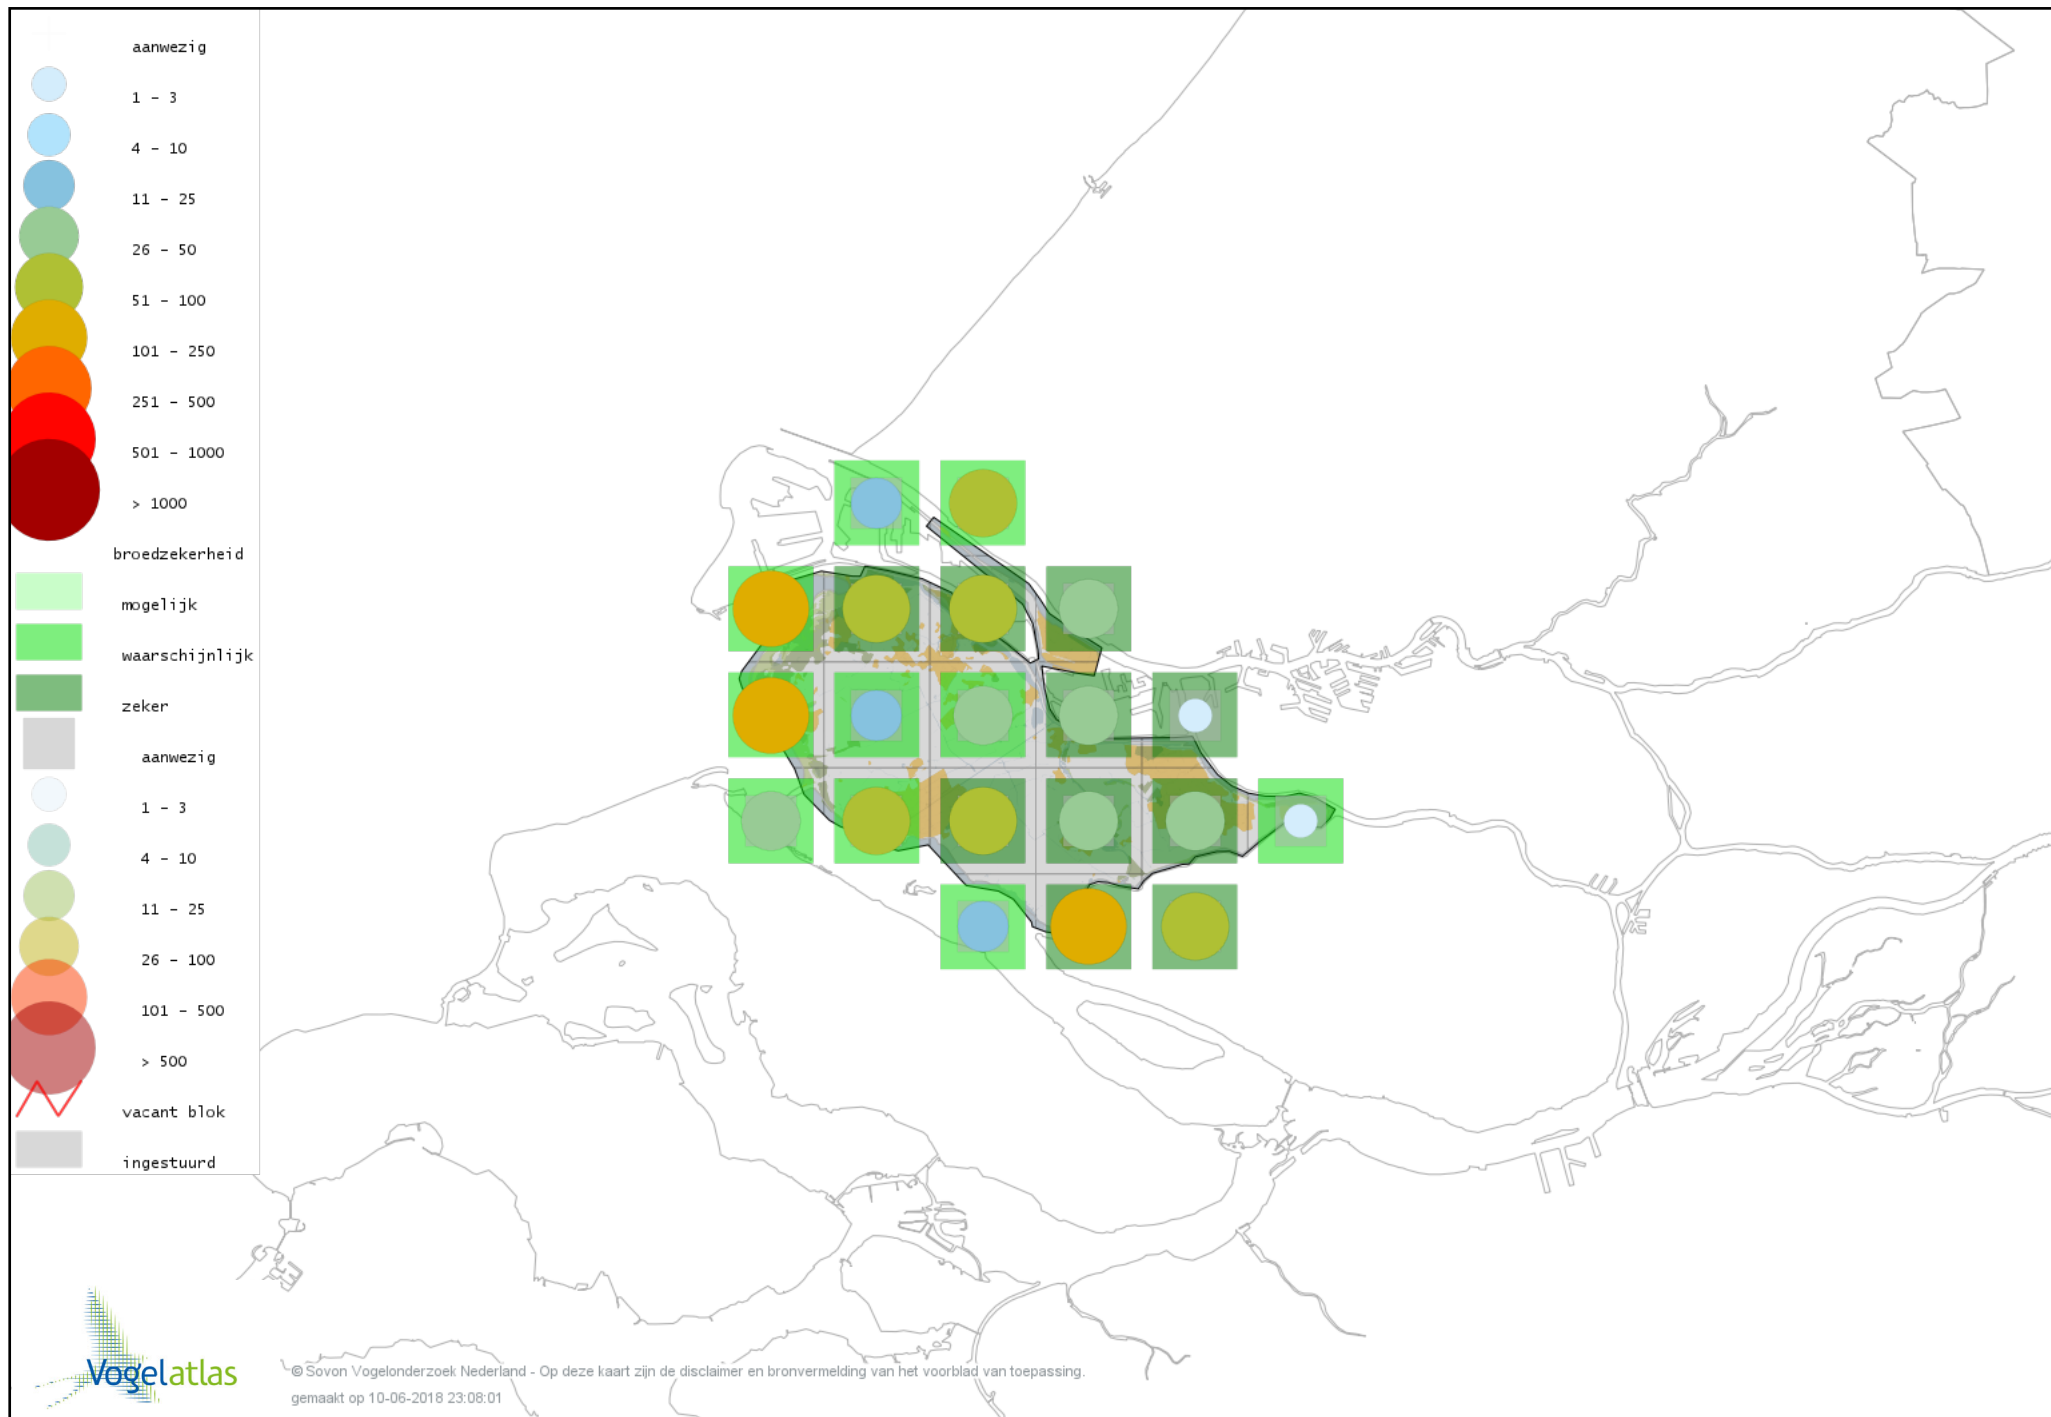 aanwezig
1 - 3
4 - 10
11 - 25
26 - 50
51 - 100
101 - 250
251 - 500
501 - 1000
> 1000
broedzekerheid
mogelijk
waarschijnlijk
zeker
aanwezig
1 - 3
4 - 10
11 - 25
26 - 100
101 - 500
> 500
vacant blok
ingestuurd
Vogelatlas
© Sovon Vogelonderzoek Nederland - Op deze kaart zijn de disclaimer en bronvermelding van het voorblad van toepassing.
gemaakt op 10-06-2018 23:08:01